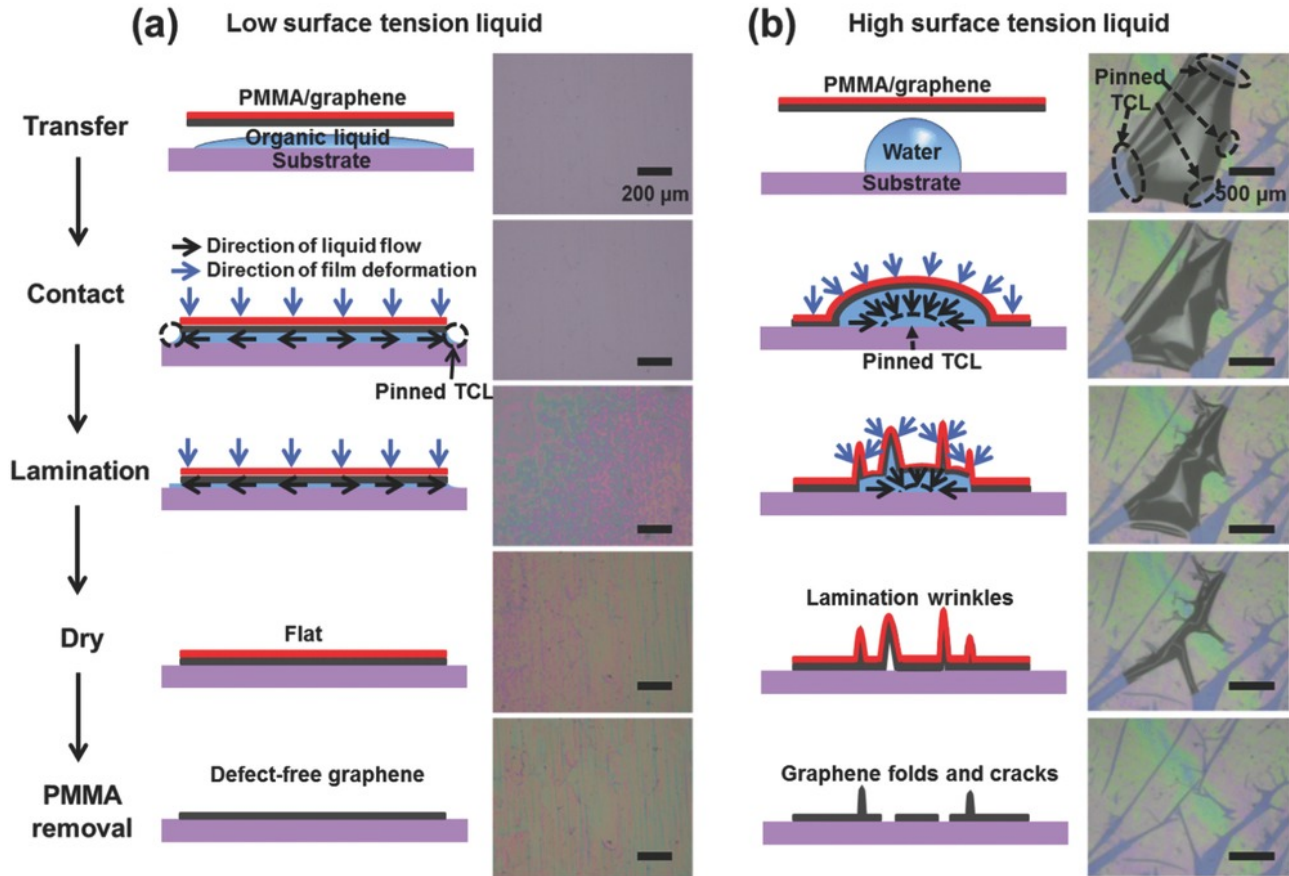 (a) Low surface tension liquid
(b) High surface tension liquid
Transfer
PMMA/graphene
Organic liquid
Substrate
200 µm
PMMA/graphene
Water
Substrate
Pinned
TCL
500 µm
Contact
Direction of liquid flow
Direction of film deformation
Pinned TCL
Pinned TCL
Lamination
Dry
Flat
Lamination wrinkles
PMMA
removal
Defect-free graphene
Graphene folds and cracks